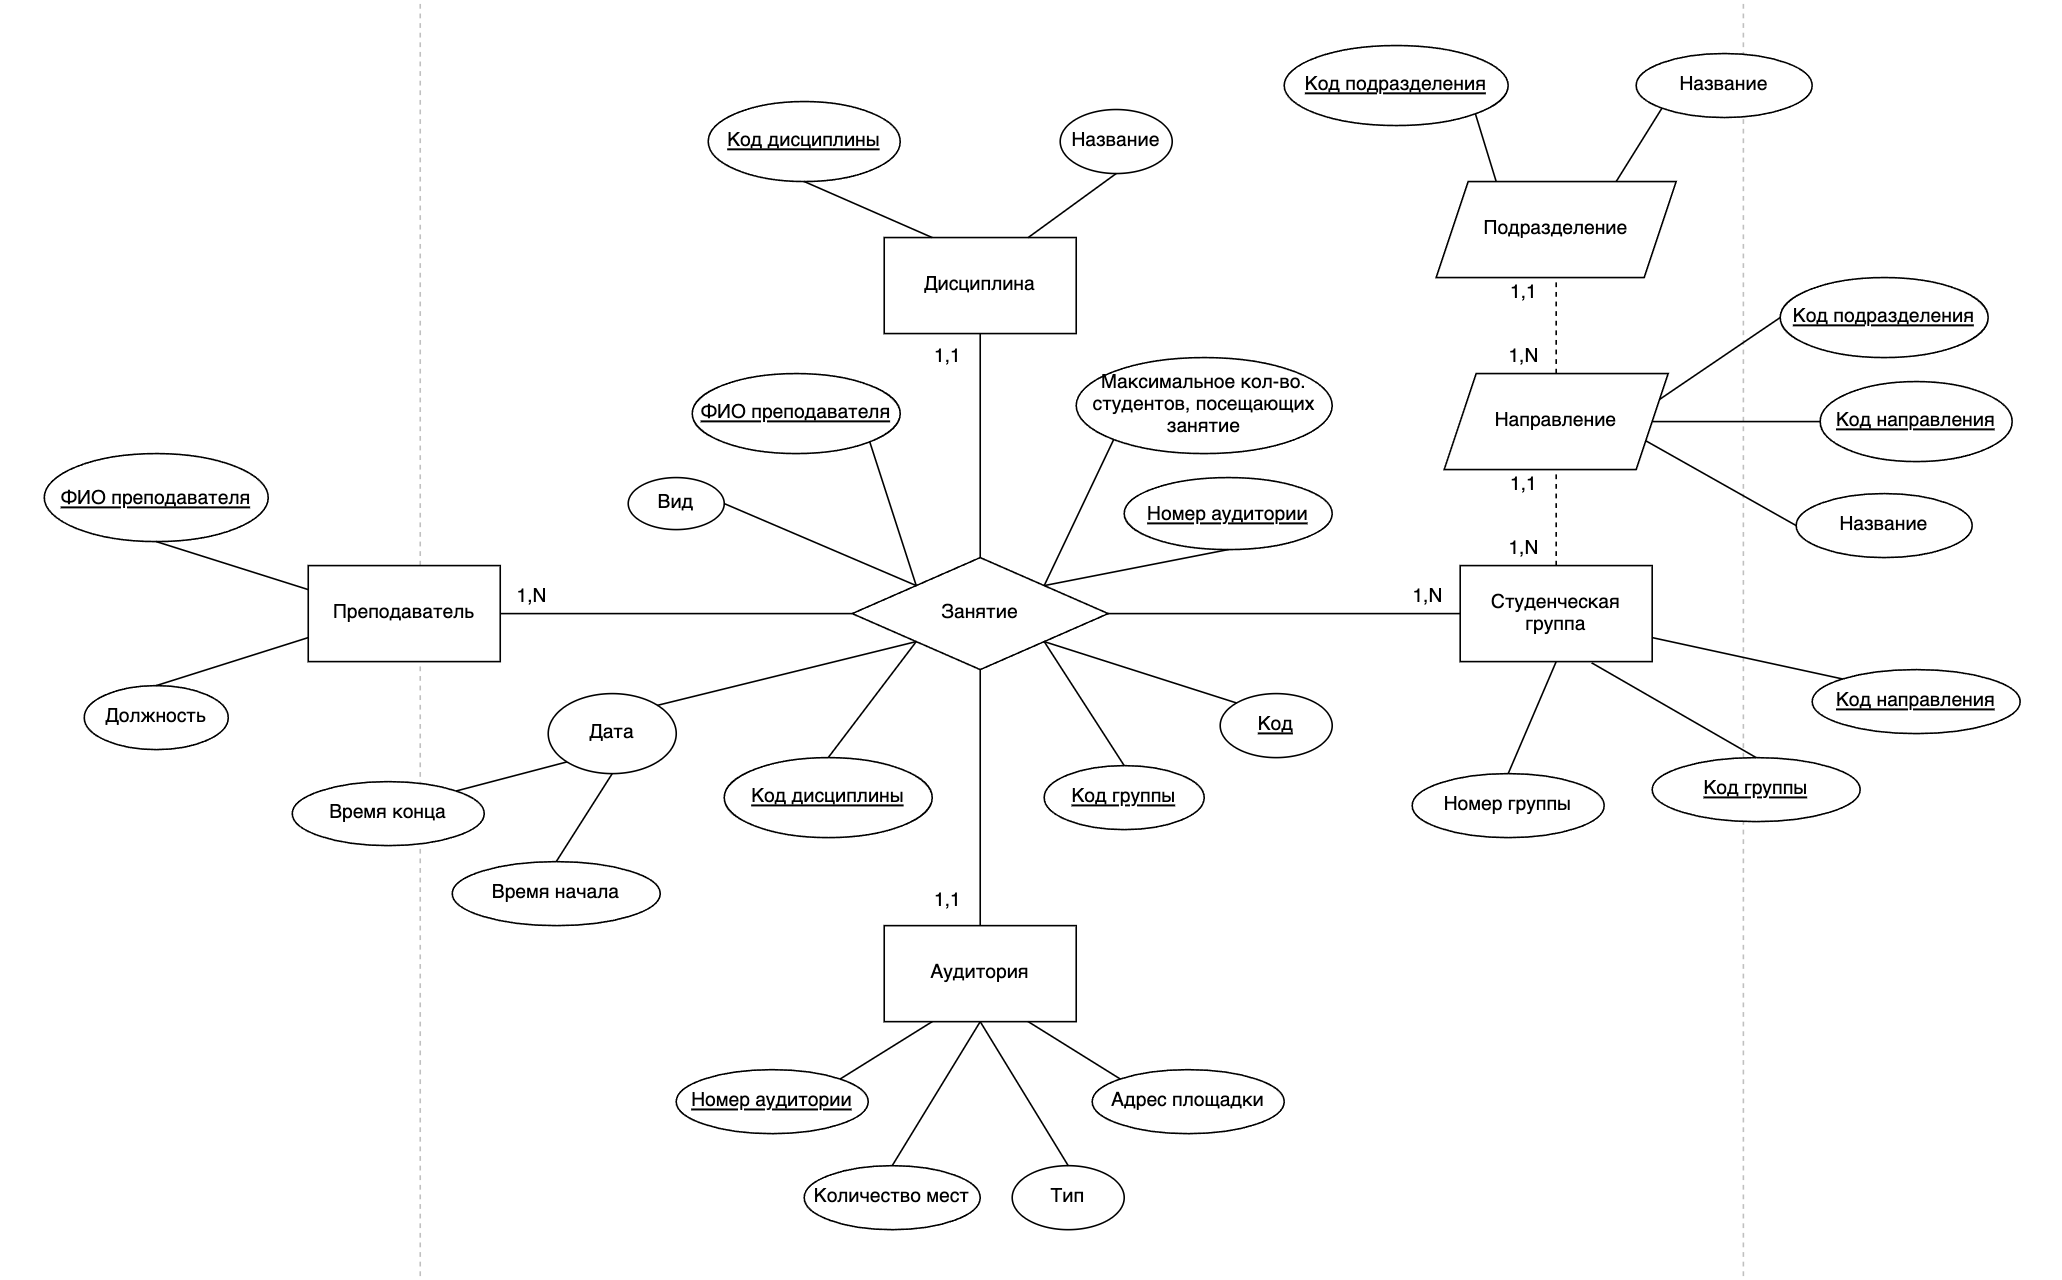 Код подразделения
Название
Код дисциплины
Название
Подразделение
Дисциплина
1,1
Код подразделения
1,1
1,N
Максимальное кол-во.
студентов, посещающих
занятие
ФИО преподавателя
Направление
Код направления
ФИО преподавателя
Вид
Номер аудитории
1,1
Название
1,N
Преподаватель
1,N
Занятие
1,N
Студенческая
группа
Код направления
Должность
Дата
Код
Время конца
Код дисциплины
Код группы
Номер группы
Код группы
Время начала
1,1
Аудитория
Номер аудитории
Адрес площадки
Количество мест
Тип